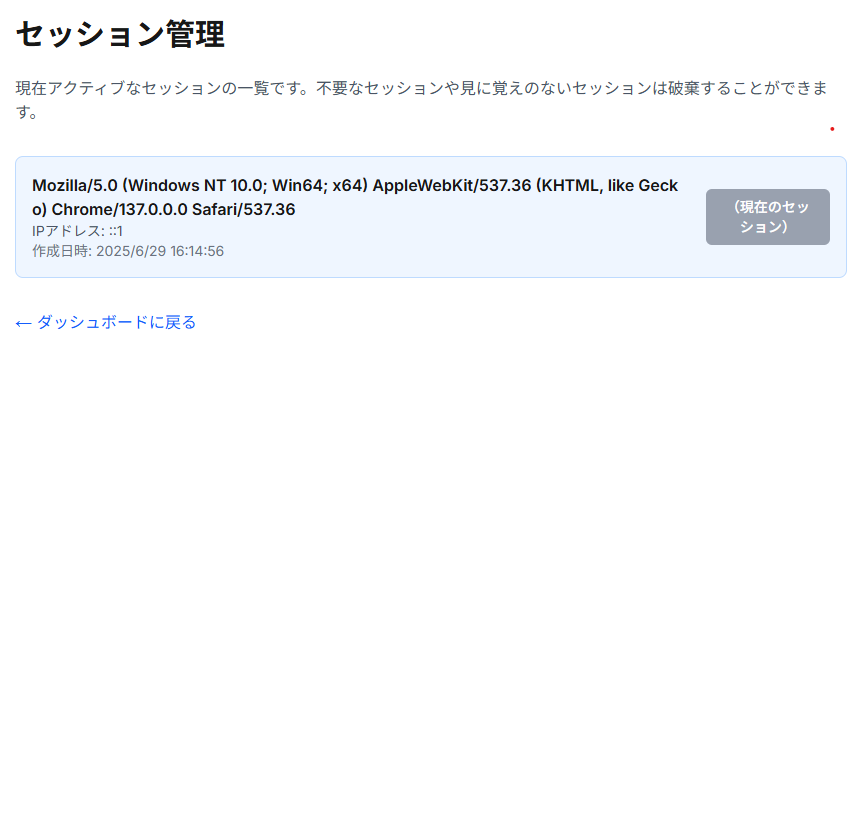 セッション管理
現在アクティブなセッションの一覧です。不要なセッションや見に覚えのないセッションは破棄することができま
す。
Mozilla/5.0 (Windows NT 10.0; Win64; x64) AppleWebKit/537.36 (KHTML, like Geck
o) Chrome/137.0.0.0 Safari/537.36
IPアドレス: ::1
作成日時: 2025/6/29 16:14:56
（現在のセッ
ション）
← ダッシュボードに戻る